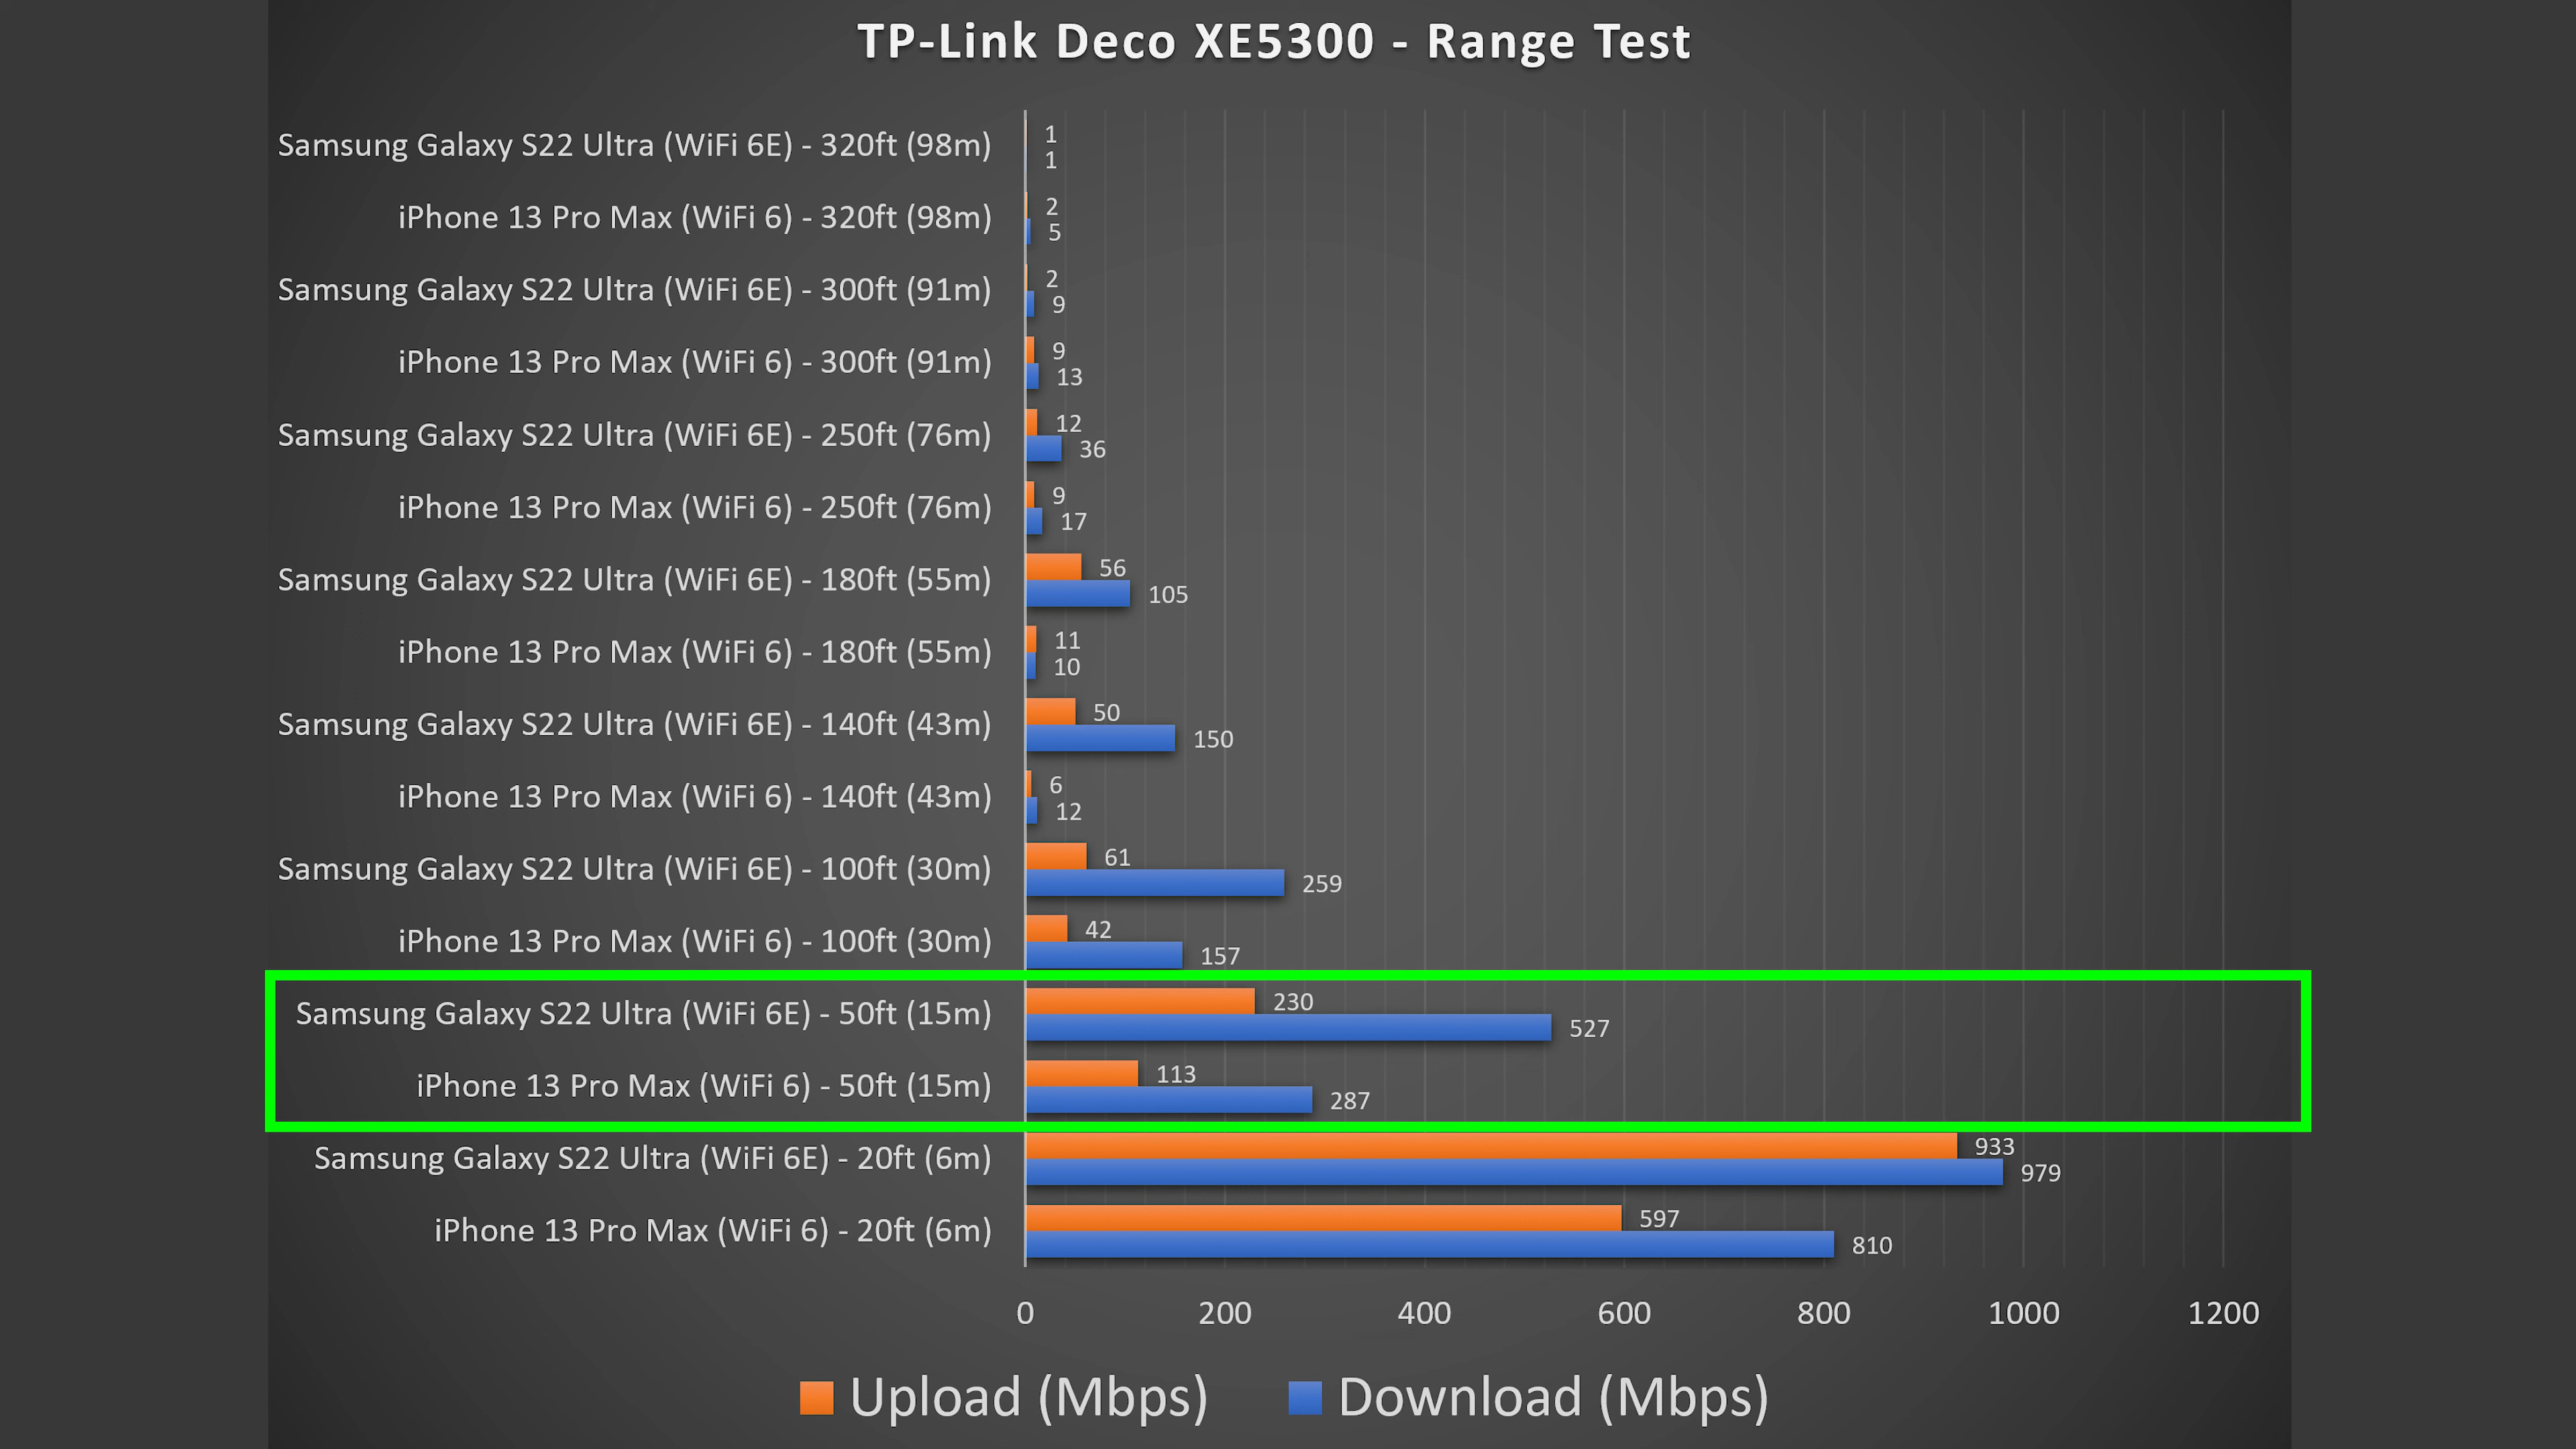 TP-Link Deco XE5300 - Range Test
Samsung Galaxy S22 Ultra (WiFi 6E) - 320ft (98m)
1
1
iPhone 13 Pro Max (WiFi 6) - 320ft (98m)
2
5
Samsung Galaxy S22 Ultra (WiFi 6E) - 300ft (91m)
2
9
iPhone 13 Pro Max (WiFi 6) - 300ft (91m)
9
13
Samsung Galaxy S22 Ultra (WiFi 6E) - 250ft (76m)
12
36
iPhone 13 Pro Max (WiFi 6) - 250ft (76m)
9
17
Samsung Galaxy S22 Ultra (WiFi 6E) - 180ft (55m)
56
105
iPhone 13 Pro Max (WiFi 6) - 180ft (55m)
11
10
Samsung Galaxy S22 Ultra (WiFi 6E) - 140ft (43m)
50
150
iPhone 13 Pro Max (WiFi 6) - 140ft (43m)
6
12
Samsung Galaxy S22 Ultra (WiFi 6E) - 100ft (30m)
61
259
iPhone 13 Pro Max (WiFi 6) - 100ft (30m)
42
157
Samsung Galaxy S22 Ultra (WiFi 6E) - 50ft (15m)
230
527
iPhone 13 Pro Max (WiFi 6) - 50ft (15m)
113
287
Samsung Galaxy S22 Ultra (WiFi 6E) - 20ft (6m)
933
979
iPhone 13 Pro Max (WiFi 6) - 20ft (6m)
597
810
0 200 400 600 800 1000 1200
Upload (Mbps) Download (Mbps)